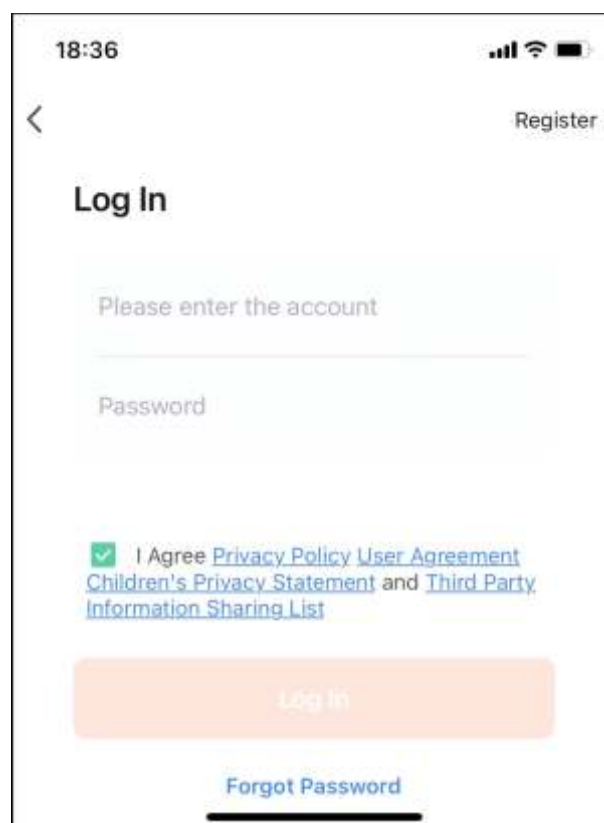 18:36
Register
Log In
Please enter the account
Password
I Agree Privacy Policy User Agreement
Children's Privacy Statement and Third Party
Information Sharing List
Log In
Forgot Password